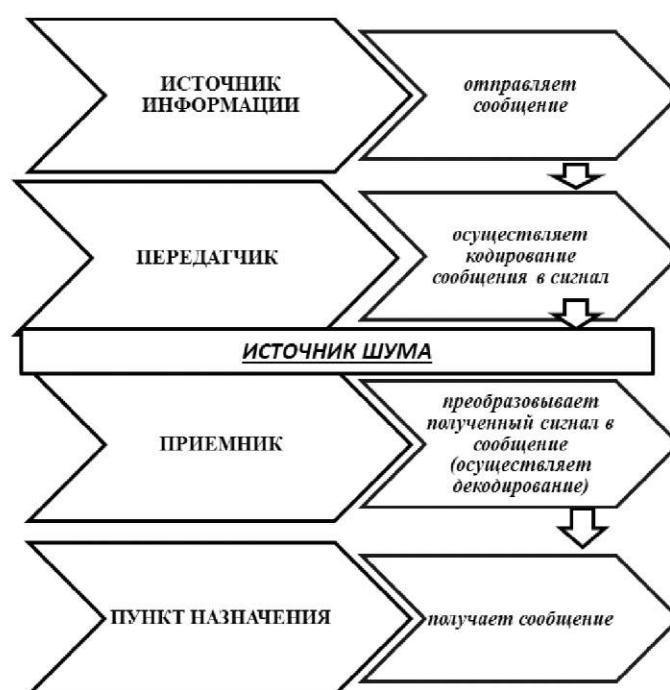 ИСТОЧНИК
ИНФОРМАЦИИ
отправляет
сообщение
ПЕРЕДАТЧИК
осуществляет
кодирование
сообщения в сигнал
ИСТОЧНИК ШУМА
ПРИЕМНИК
преобразовывает
полученный сигнал в
сообщение
(осуществляет
декодирование)
ПУНКТ НАЗНАЧЕНИЯ
получает сообщение